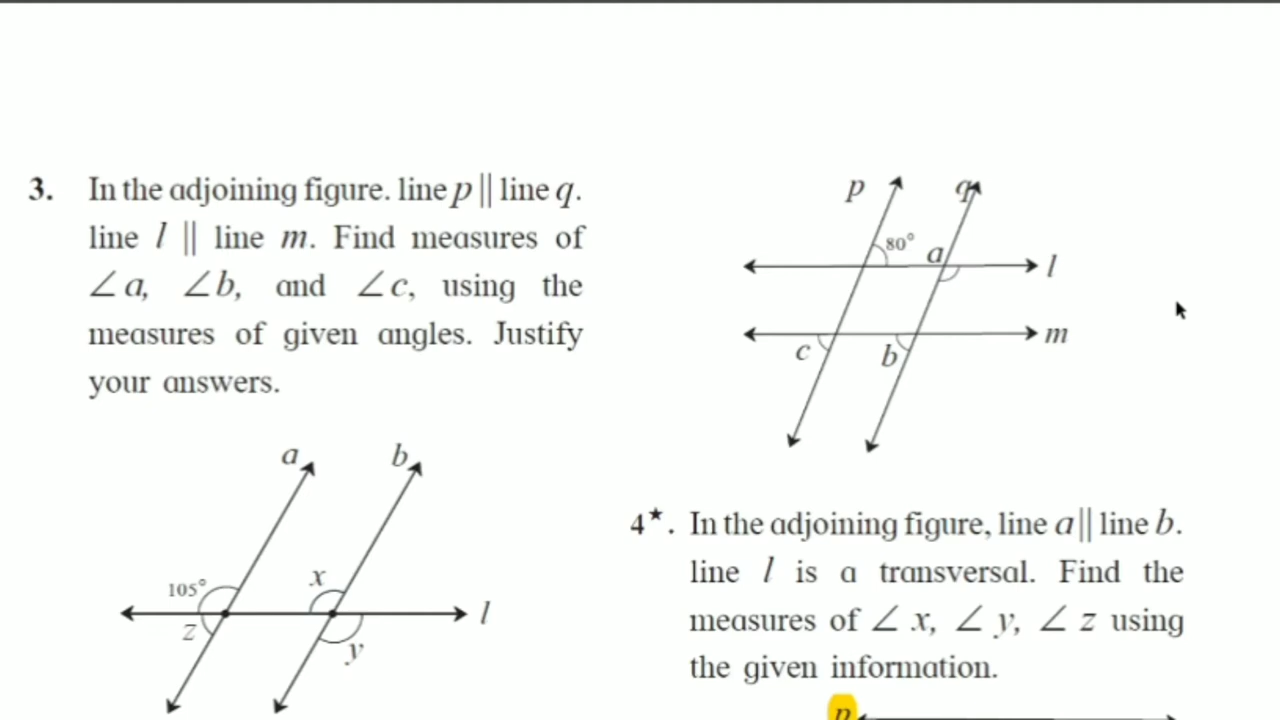 3. In the adjoining figure. line p || line q.
line l || line m. Find measures of
∠a, ∠b, and ∠c, using the
measures of given angles. Justify
your answers.
p
q
80°
a
l
m
c
b
a
b
105°
x
l
z
y
4★. In the adjoining figure, line a || line b.
line l is a transversal. Find the
measures of ∠ x, ∠ y, ∠ z using
the given information.
p